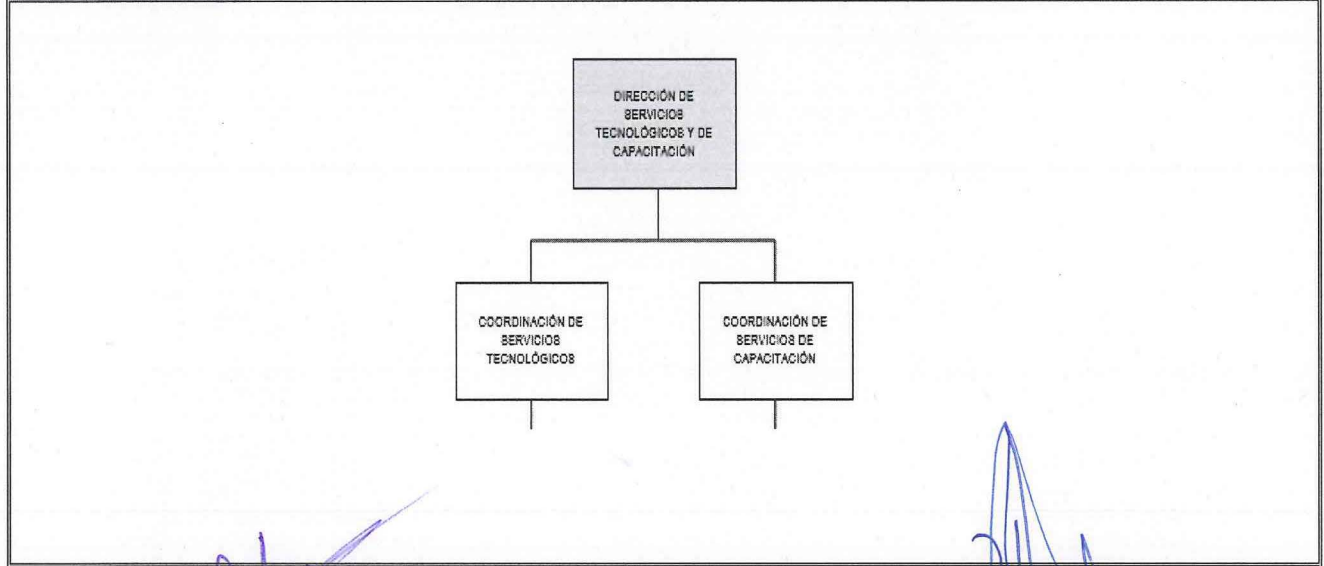 DIRECCIÓN DE
SERVICIOS
TECNOLÓGICOS Y DE
CAPACITACIÓN
COORDINACIÓN DE
SERVICIOS
TECNOLÓGICOS
COORDINACIÓN DE
SERVICIOS DE
CAPACITACIÓN